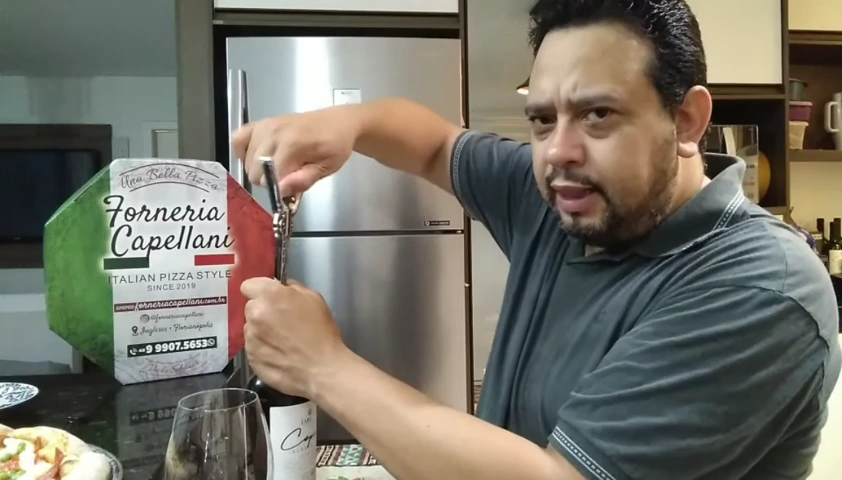 Una Bella Pizza
Forneria
Capellani
ITALIAN PIZZA STYLE
SINCE 2019
forneriacapellani.com.br
@forneriacapellani
Ingleses • Florianópolis
48 9 9907.5653